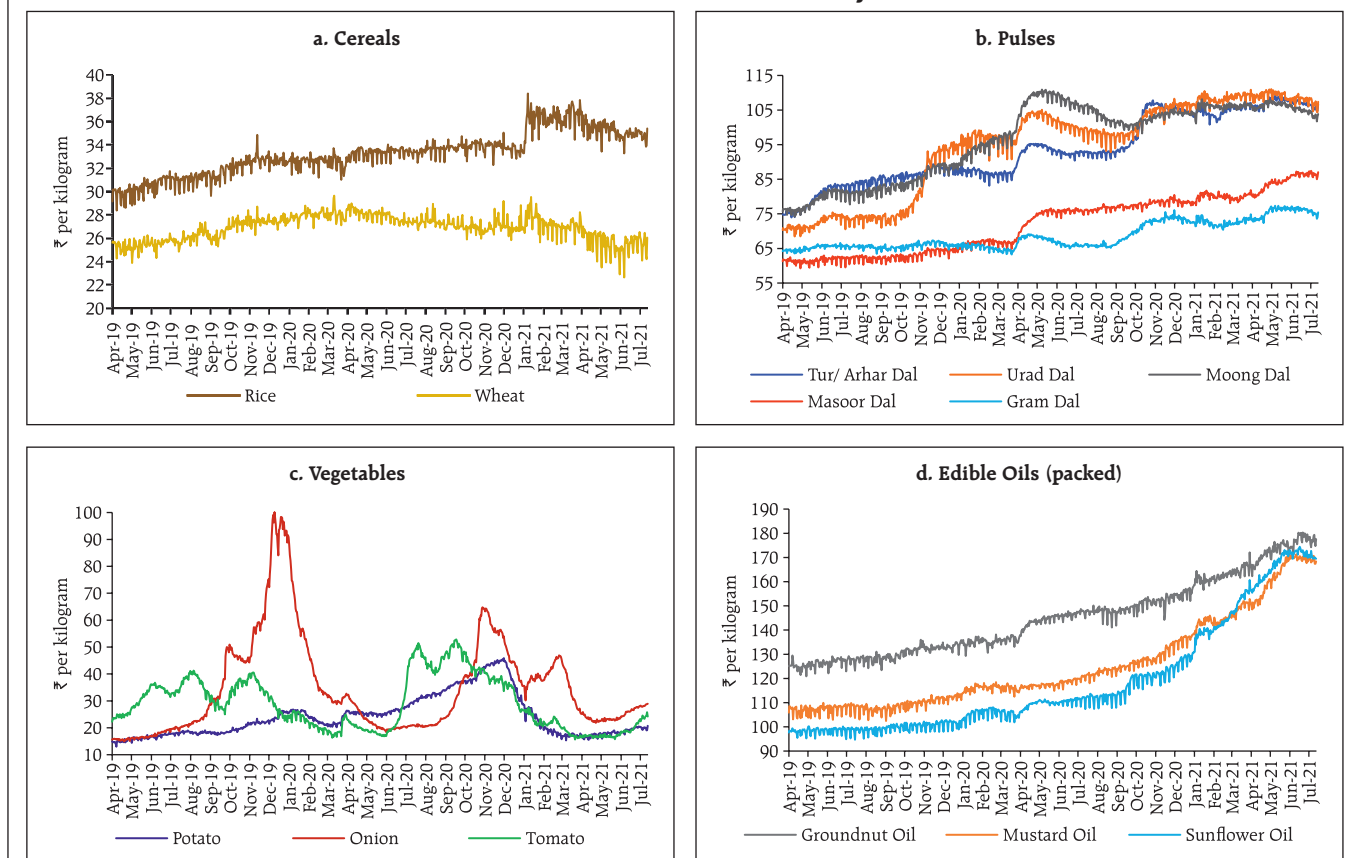 a. Cereals
₹ per kilogram
40
38
36
34
32
30
28
26
24
22
20
Apr-19 May-19 Jun-19 Jul-19 Aug-19 Sep-19 Oct-19 Nov-19 Dec-19 Jan-20 Feb-20 Mar-20 Apr-20 May-20 Jun-20 Jul-20 Aug-20 Sep-20 Oct-20 Nov-20 Dec-20 Jan-21 Feb-21 Mar-21 Apr-21 May-21 Jun-21 Jul-21
Rice Wheat
b. Pulses
₹ per kilogram
115
105
95
85
75
65
55
Apr-19 May-19 Jun-19 Jul-19 Aug-19 Sep-19 Oct-19 Nov-19 Dec-19 Jan-20 Feb-20 Mar-20 Apr-20 May-20 Jun-20 Jul-20 Aug-20 Sep-20 Oct-20 Nov-20 Dec-20 Jan-21 Feb-21 Mar-21 Apr-21 May-21 Jun-21 Jul-21
Tur/ Arhar Dal Urad Dal Moong Dal
Masoor Dal Gram Dal
c. Vegetables
₹ per kilogram
100
90
80
70
60
50
40
30
20
10
Apr-19 May-19 Jun-19 Jul-19 Aug-19 Sep-19 Oct-19 Nov-19 Dec-19 Jan-20 Feb-20 Mar-20 Apr-20 May-20 Jun-20 Jul-20 Aug-20 Sep-20 Oct-20 Nov-20 Dec-20 Jan-21 Feb-21 Mar-21 Apr-21 May-21 Jun-21 Jul-21
Potato Onion Tomato
d. Edible Oils (packed)
₹ per kilogram
190
180
170
160
150
140
130
120
110
100
90
Apr-19 May-19 Jun-19 Jul-19 Aug-19 Sep-19 Oct-19 Nov-19 Dec-19 Jan-20 Feb-20 Mar-20 Apr-20 May-20 Jun-20 Jul-20 Aug-20 Sep-20 Oct-20 Nov-20 Dec-20 Jan-21 Feb-21 Mar-21 Apr-21 May-21 Jun-21 Jul-21
Groundnut Oil Mustard Oil Sunflower Oil